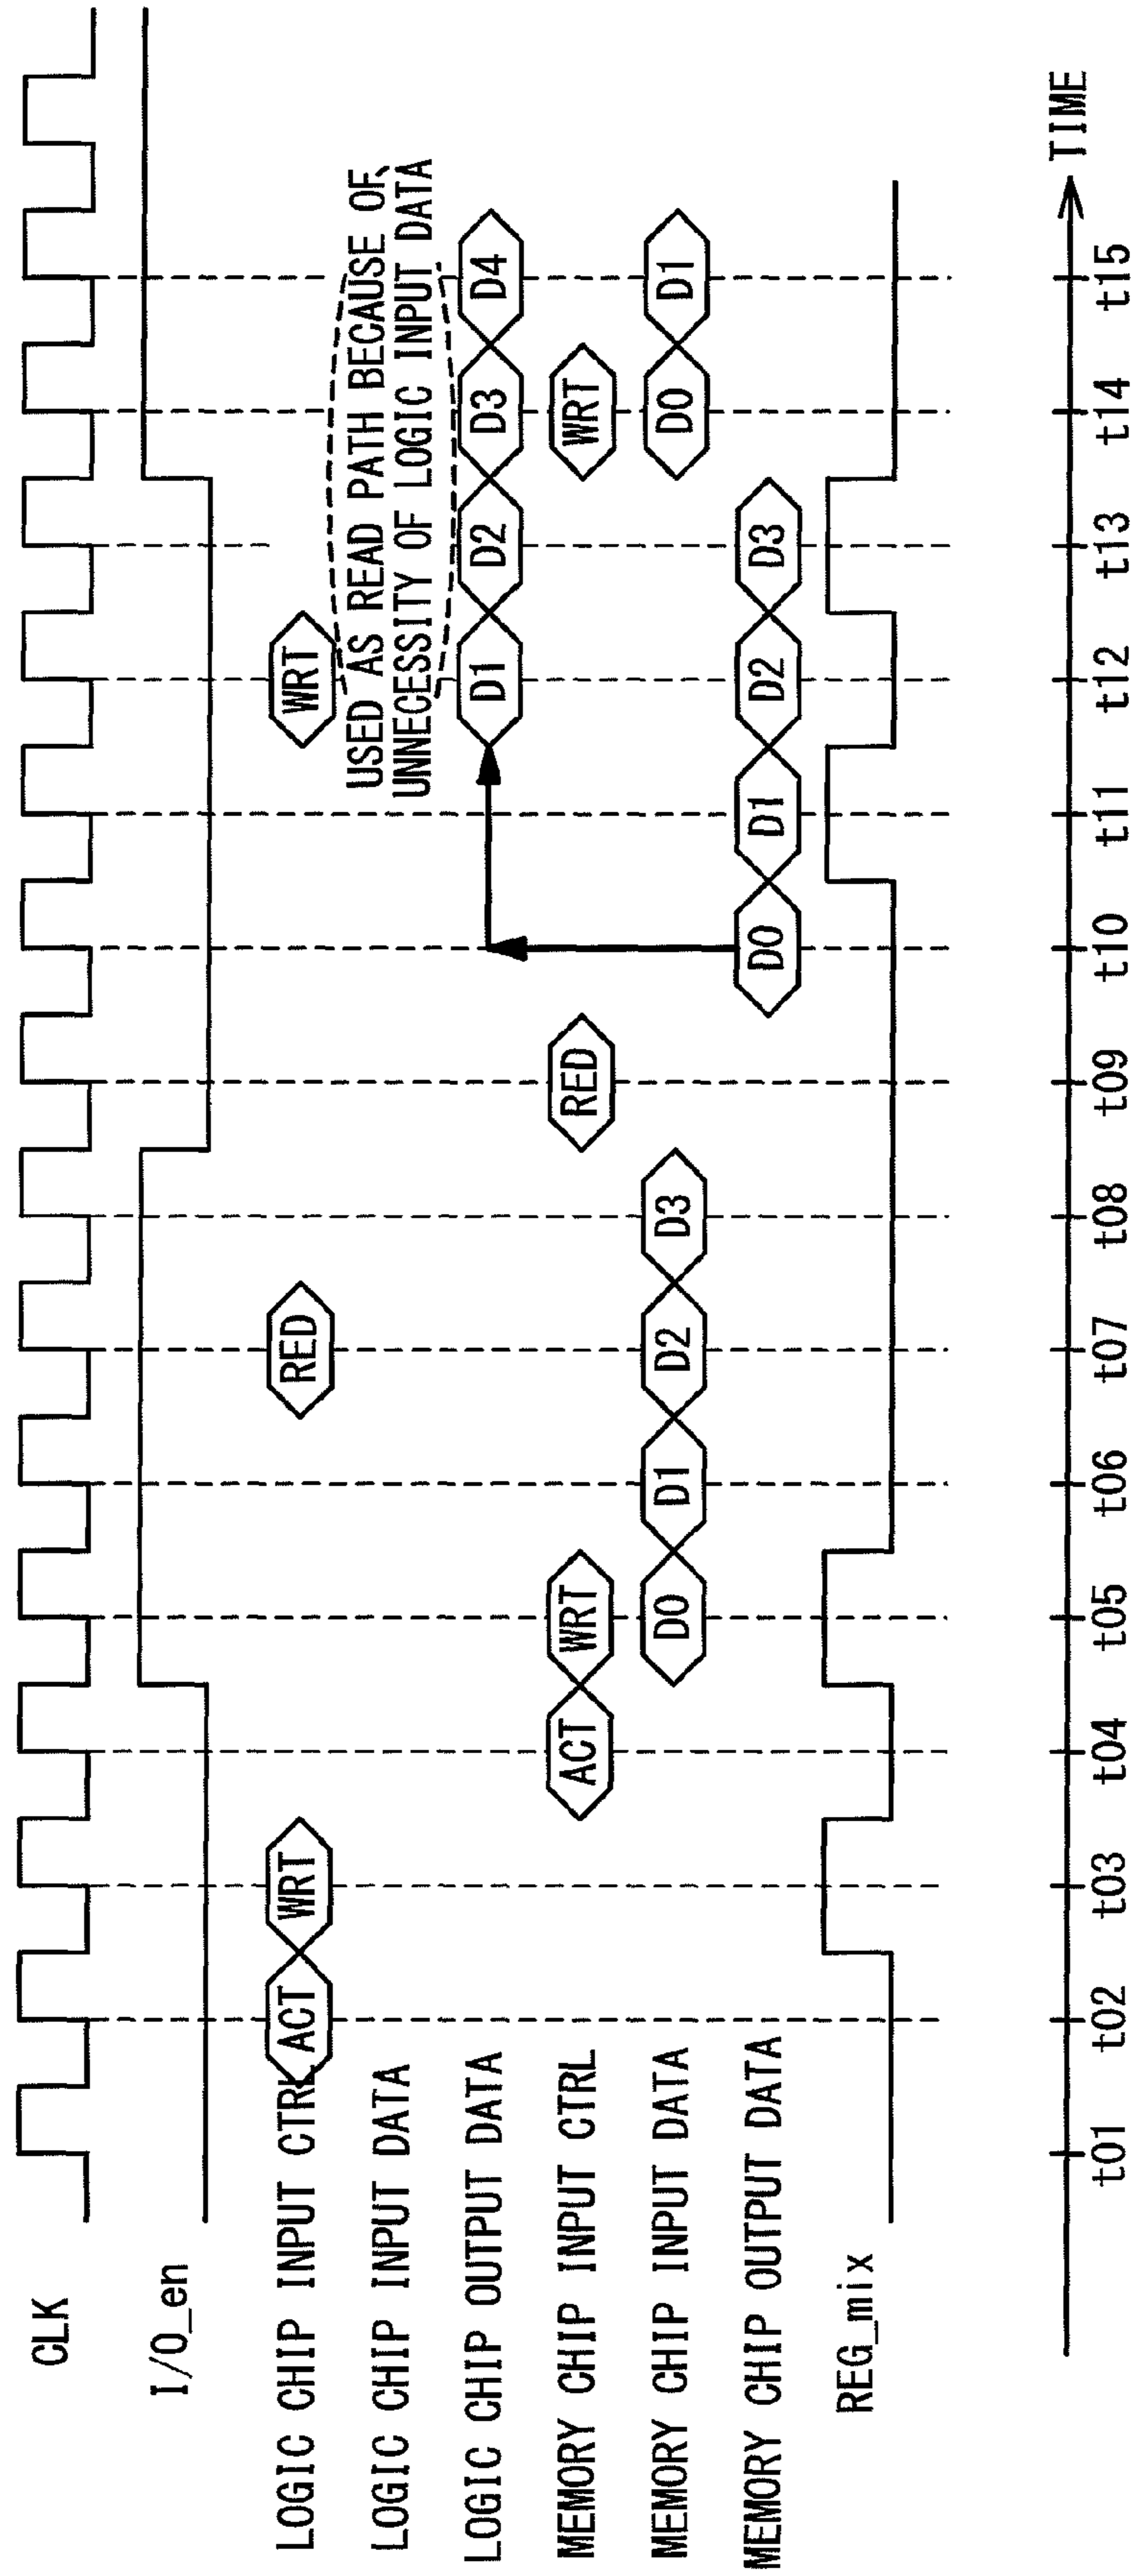 CLK
I/O_en
LOGIC CHIP INPUT CTRL ACT WRT RED WRT
LOGIC CHIP INPUT DATA
USED AS READ PATH BECAUSE OF
UNNECESSITY OF LOGIC INPUT DATA
LOGIC CHIP OUTPUT DATA D1 D2 D3 D4
MEMORY CHIP INPUT CTRL ACT WRT RED WRT
MEMORY CHIP INPUT DATA D0 D1 D2 D3 D0 D1
MEMORY CHIP OUTPUT DATA D0 D1 D2 D3
REG_mix
TIME
t01 t02 t03 t04 t05 t06 t07 t08 t09 t10 t11 t12 t13 t14 t15